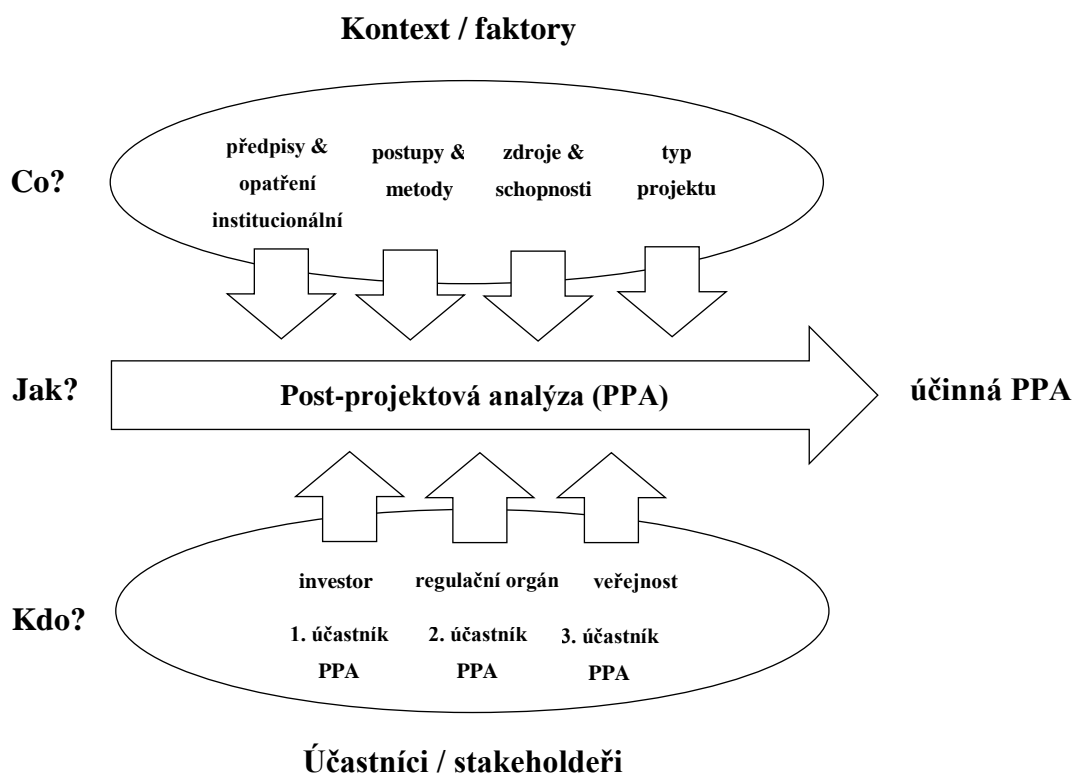 Kontext / faktory
Co?
předpisy &
opatření
institucionální
postupy &
metody
zdroje &
schopnosti
typ
projektu
Jak?
Post-projektová analýza (PPA)
účinná PPA
Kdo?
investor
regulační orgán
veřejnost
1. účastník
PPA
2. účastník
PPA
3. účastník
PPA
Účastníci / stakeholdeři